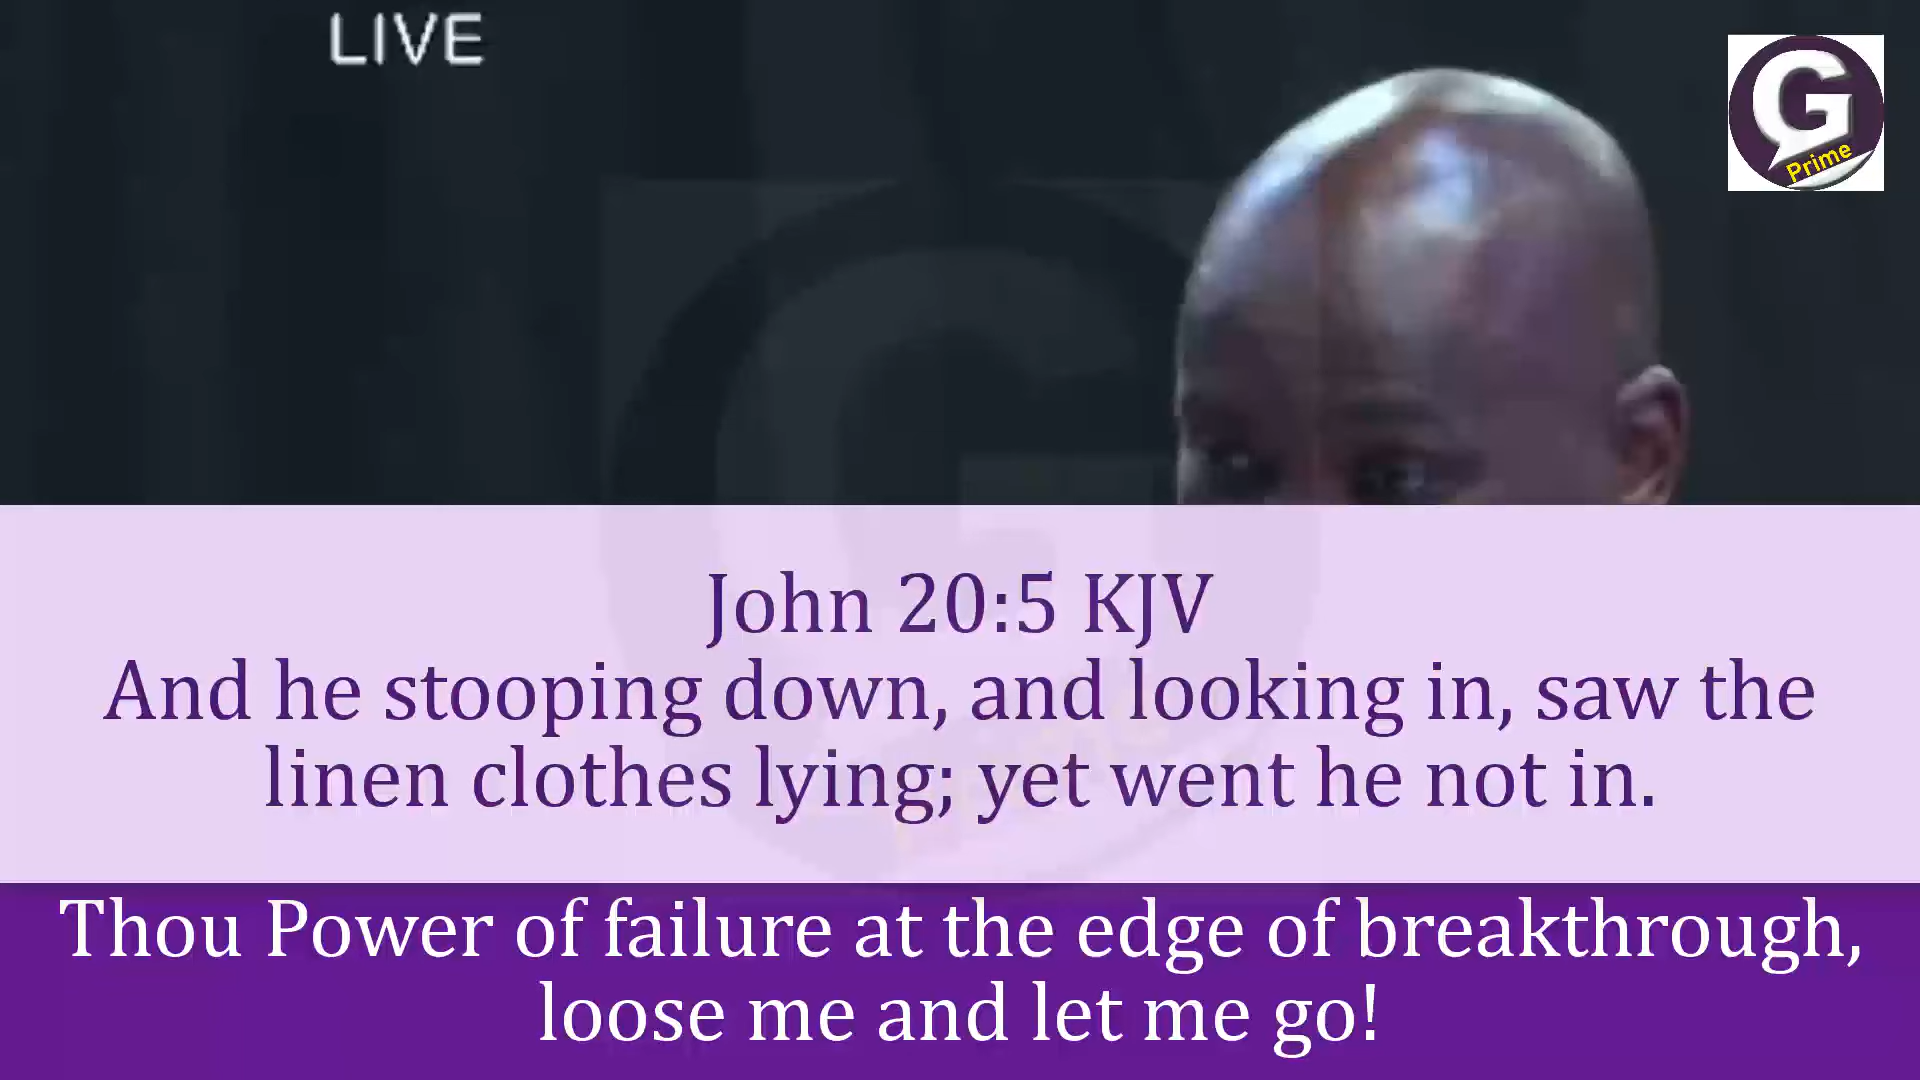 LIVE
G
Prime
John 20:5 KJV
And he stooping down, and looking in, saw the
linen clothes lying; yet went he not in.
Thou Power of failure at the edge of breakthrough,
loose me and let me go!